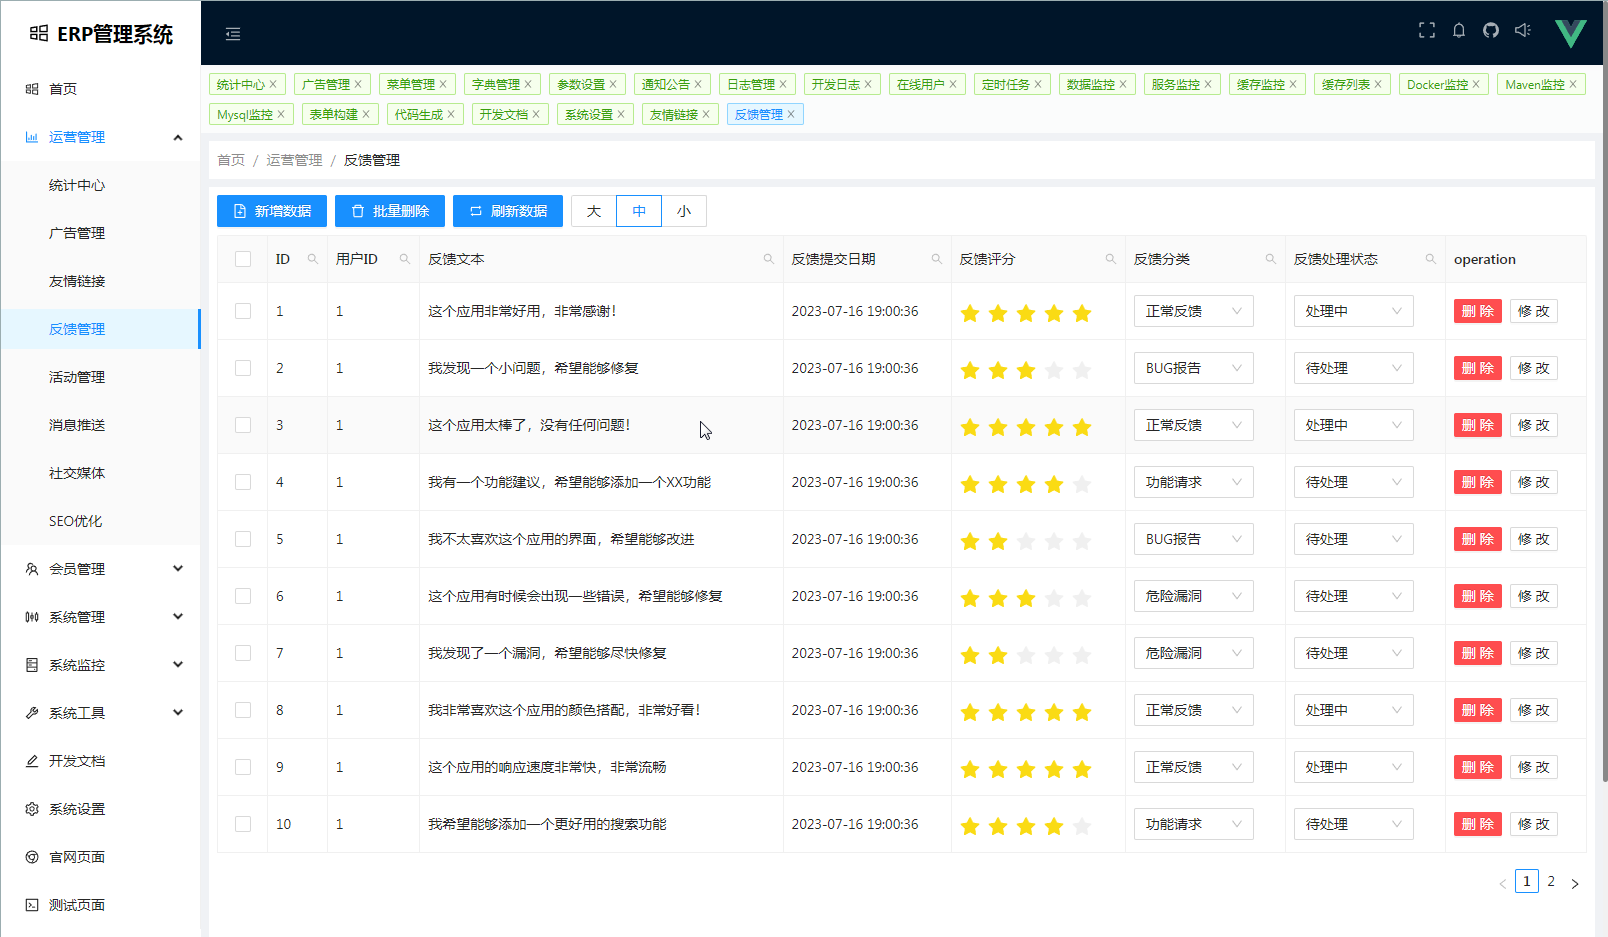 ERP管理系统
首页
运营管理
统计中心
广告管理
友情链接
反馈管理
活动管理
消息推送
社交媒体
SEO优化
会员管理
系统管理
系统监控
系统工具
开发文档
系统设置
官网页面
测试页面
统计中心 广告管理 菜单管理 字典管理 参数设置 通知公告 日志管理 开发日志 在线用户 定时任务 数据监控 服务监控 缓存监控 缓存列表 Docker监控 Maven监控
Mysql监控 表单构建 代码生成 开发文档 系统设置 友情链接 反馈管理
首页 / 运营管理 / 反馈管理
新增数据 批量删除 刷新数据 大 中 小
ID 用户ID 反馈文本 反馈提交日期 反馈评分 反馈分类 反馈处理状态 operation
1 1 这个应用非常好用，非常感谢！ 2023-07-16 19:00:36 正常反馈 处理中 删 除 修 改
2 1 我发现一个小问题，希望能够修复 2023-07-16 19:00:36 BUG报告 待处理 删 除 修 改
3 1 这个应用太棒了，没有任何问题！ 2023-07-16 19:00:36 正常反馈 处理中 删 除 修 改
4 1 我有一个功能建议，希望能够添加一个XX功能 2023-07-16 19:00:36 功能请求 待处理 删 除 修 改
5 1 我不太喜欢这个应用的界面，希望能够改进 2023-07-16 19:00:36 BUG报告 待处理 删 除 修 改
6 1 这个应用有时候会出现一些错误，希望能够修复 2023-07-16 19:00:36 危险漏洞 待处理 删 除 修 改
7 1 我发现了一个漏洞，希望能够尽快修复 2023-07-16 19:00:36 危险漏洞 待处理 删 除 修 改
8 1 我非常喜欢这个应用的颜色搭配，非常好看！ 2023-07-16 19:00:36 正常反馈 处理中 删 除 修 改
9 1 这个应用的响应速度非常快，非常流畅 2023-07-16 19:00:36 正常反馈 处理中 删 除 修 改
10 1 我希望能够添加一个更好用的搜索功能 2023-07-16 19:00:36 功能请求 待处理 删 除 修 改
1 2